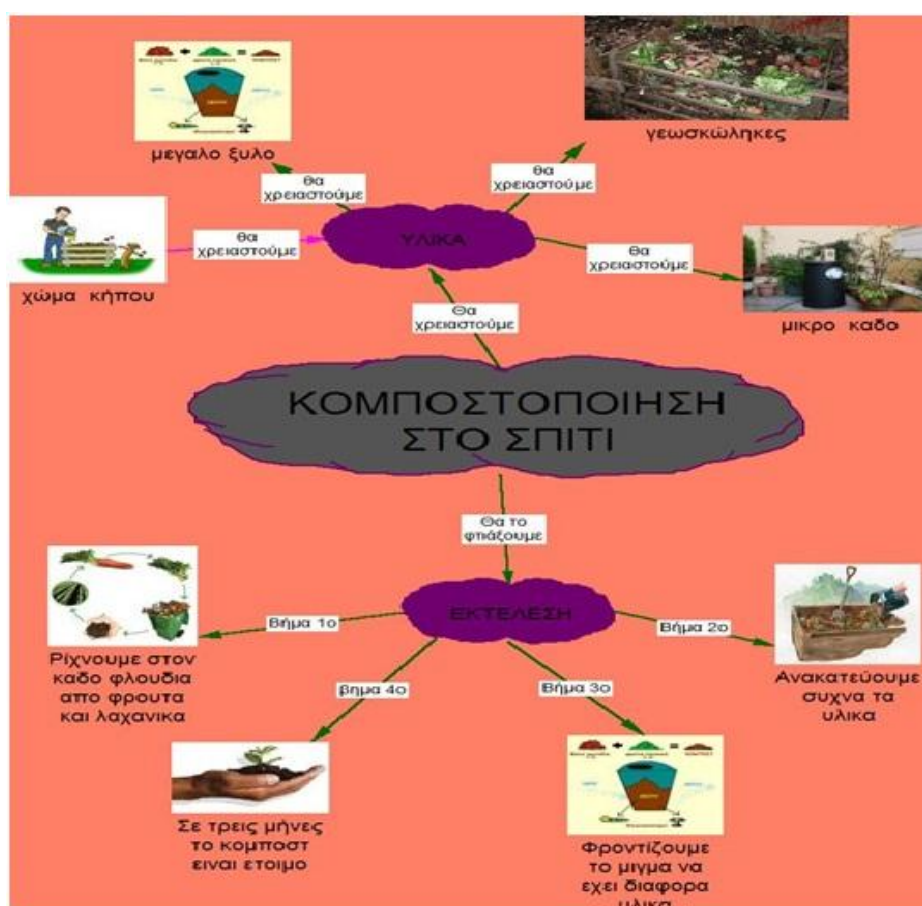 μεγαλο ξυλο
γεωσκώληκες
θα
χρειαστούμε
θα
χρειαστούμε
ΥΛΙΚΑ
θα
χρειαστούμε
θα
χρειαστούμε
χώμα κήπου
μικρο καδο
Θα
χρειαστούμε
ΚΟΜΠΟΣΤΟΠΟΙΗΣΗ
ΣΤΟ ΣΠΙΤΙ
Θα το
φτιάξουμε
ΕΚΤΕΛΕΣΗ
Βήμα 1ο
Βήμα 2ο
Ρίχνουμε στον
καδο φλουδια
απο φρουτα
και λαχανικα
Ανακατεύουμε
συχνα τα
υλικα
βημα 4ο
Βήμα 3ο
Σε τρεις μήνες
το κομποστ
ειναι ετοιμο
Φροντίζουμε
το μιγμα να
εχει διαφορα
υλικα